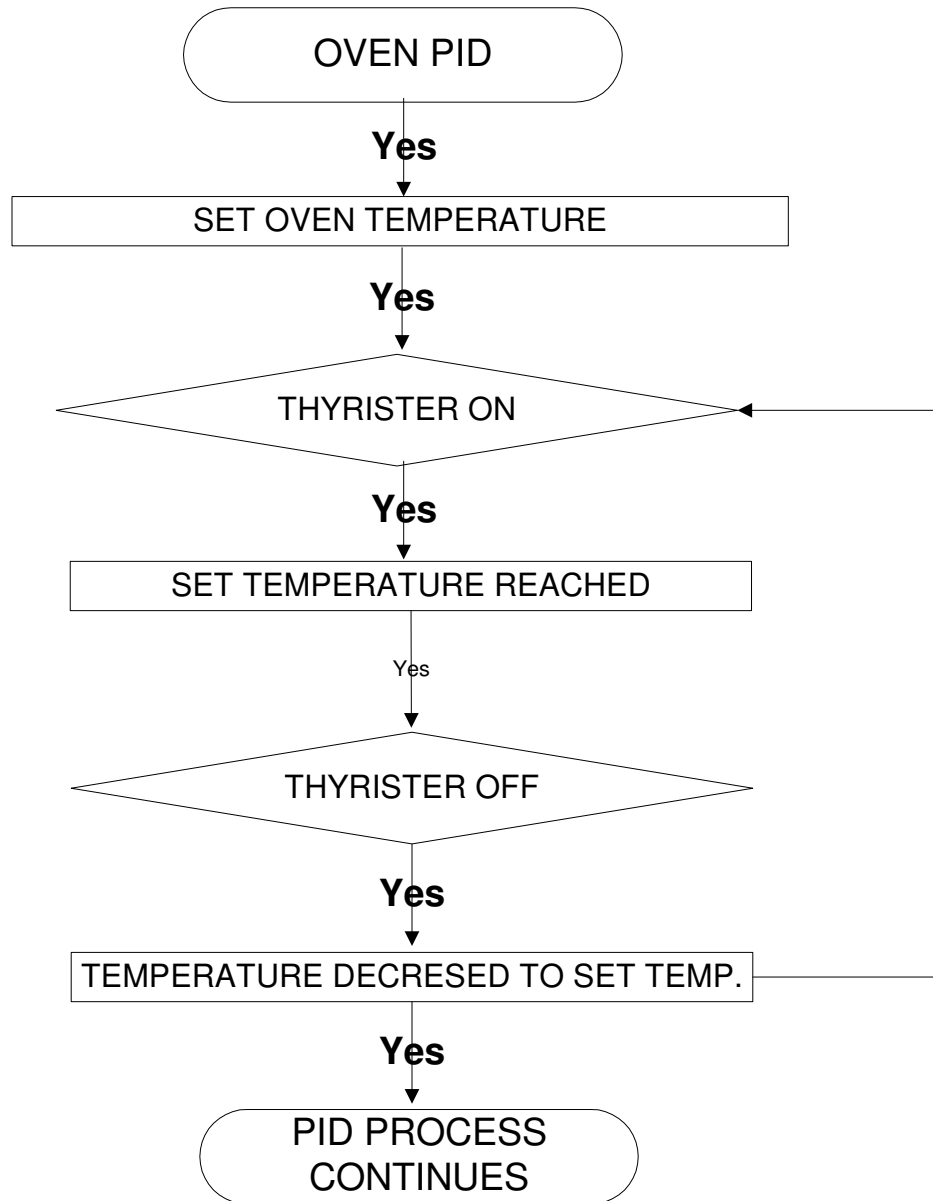 OVEN PID
Yes
SET OVEN TEMPERATURE
Yes
THYRISTER ON
Yes
SET TEMPERATURE REACHED
Yes
THYRISTER OFF
Yes
TEMPERATURE DECRESED TO SET TEMP.
Yes
PID PROCESS
CONTINUES